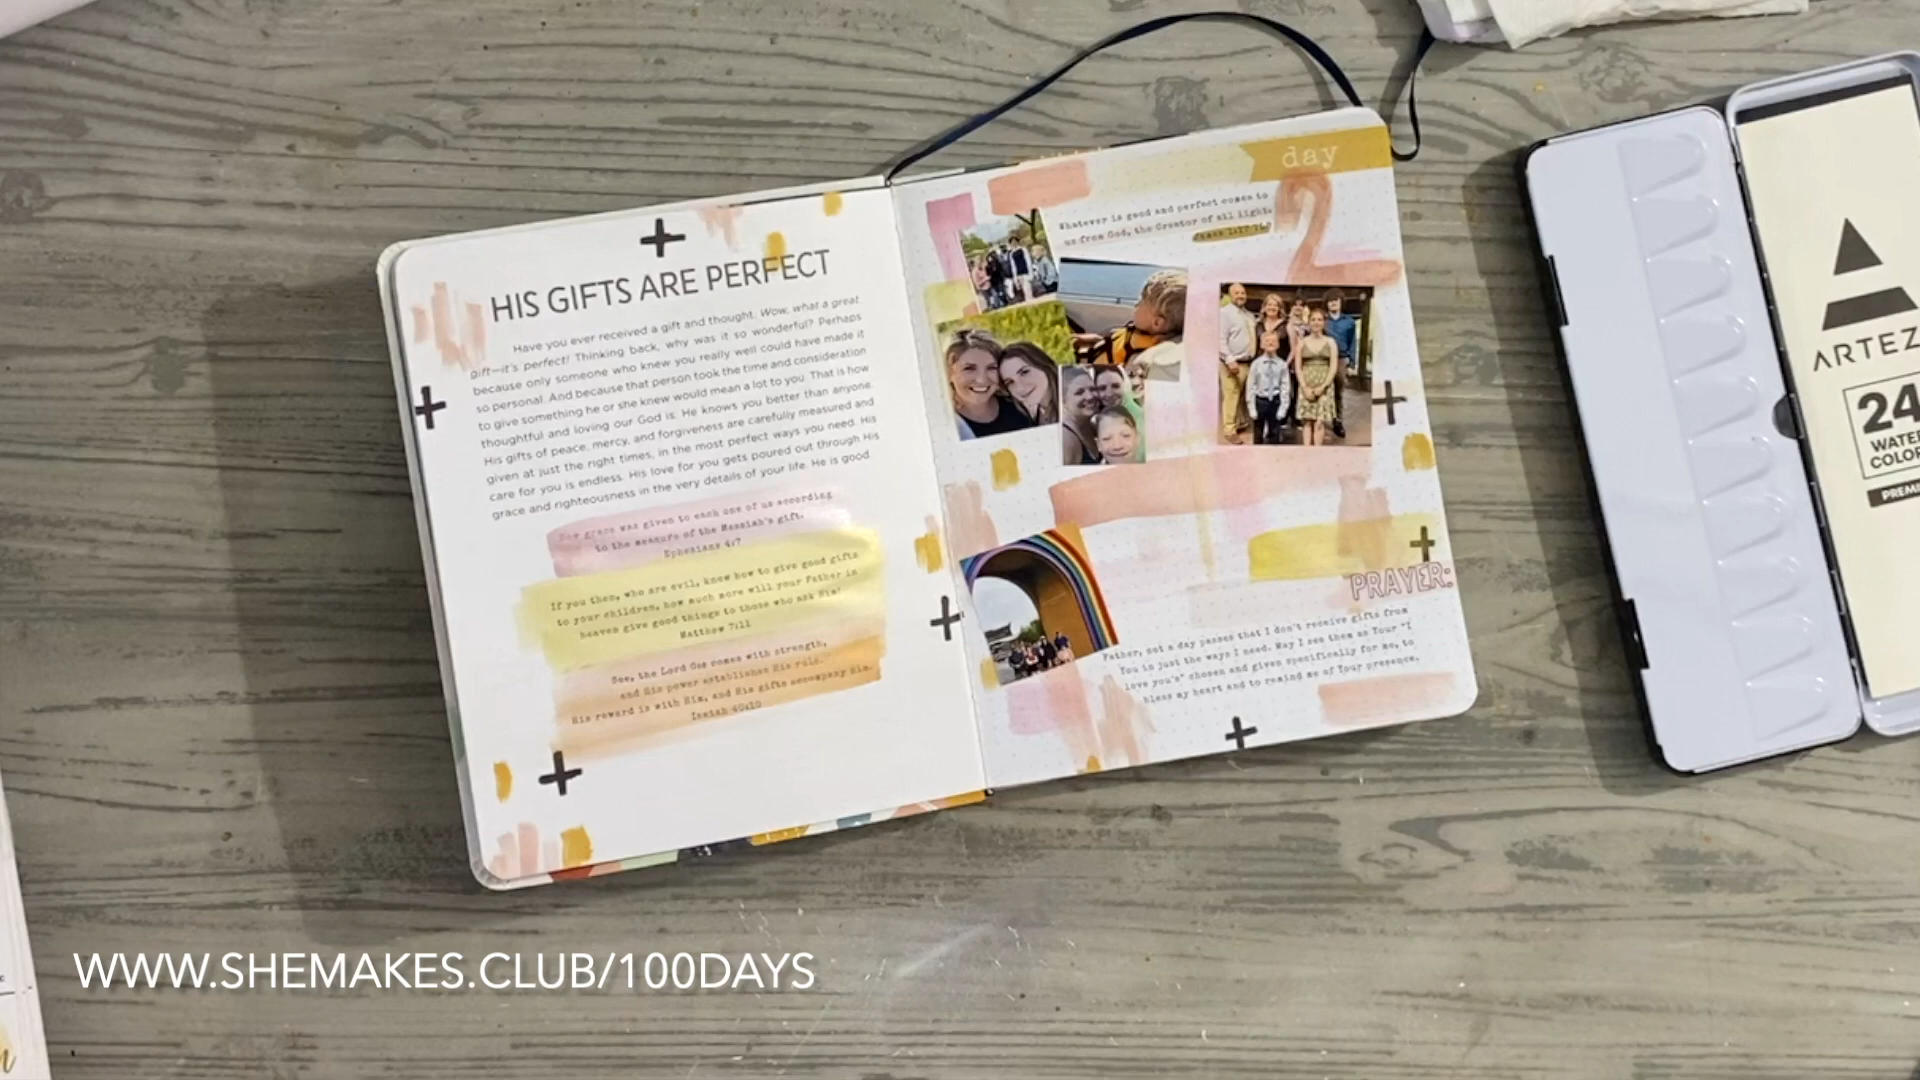 HIS GIFTS ARE PERFECT
Have you ever received a gift and thought, Wow, what a great
gift—it's perfect! Thinking back, why was it so wonderful? Perhaps
because only someone who knew you really well could have made it
so personal. And because that person took the time and consideration
to give something he or she knew would mean a lot to you. That is how
thoughtful and loving our God is. He knows you better than anyone.
His gifts of peace, mercy, and forgiveness are carefully measured and
given at just the right times, in the most perfect ways you need. His
care for you is endless. His love for you gets poured out through His
grace and righteousness in the very details of your life. He is good.
Now grace was given to each one of us according
to the measure of the Messiah's gift.
Ephesians 4:7
If you then, who are evil, know how to give good gifts
to your children, how much more will your Father in
heaven give good things to those who ask Him!
Matthew 7:11
See, the Lord God comes with strength,
and His power establishes His rule.
His reward is with Him, and His gifts accompany Him.
Isaiah 40:10
day
2
Whatever is good and perfect comes to
us from God, the Creator of all light.
James 1:17
PRAYER:
Father, not a day passes that I don't receive gifts from
You in just the ways I need. May I see them as Your "I
love you's" chosen and given specifically for me, to
bless my heart and to remind me of Your presence.
ARTEZ
24
WATER
COLOR
PREMI
WWW.SHEMAKES.CLUB/100DAYS